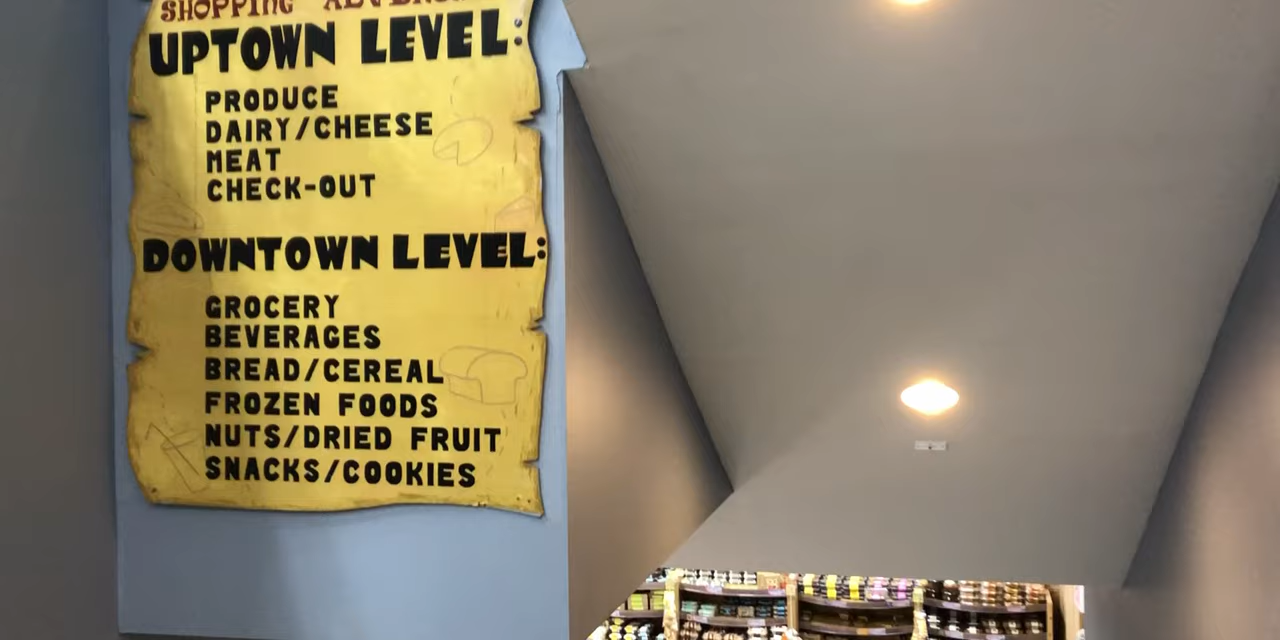 SHOPPING
UPTOWN LEVEL:
PRODUCE
DAIRY/CHEESE
MEAT
CHECK-OUT
DOWNTOWN LEVEL:
GROCERY
BEVERAGES
BREAD/CEREAL
FROZEN FOODS
NUTS/DRIED FRUIT
SNACKS/COOKIES